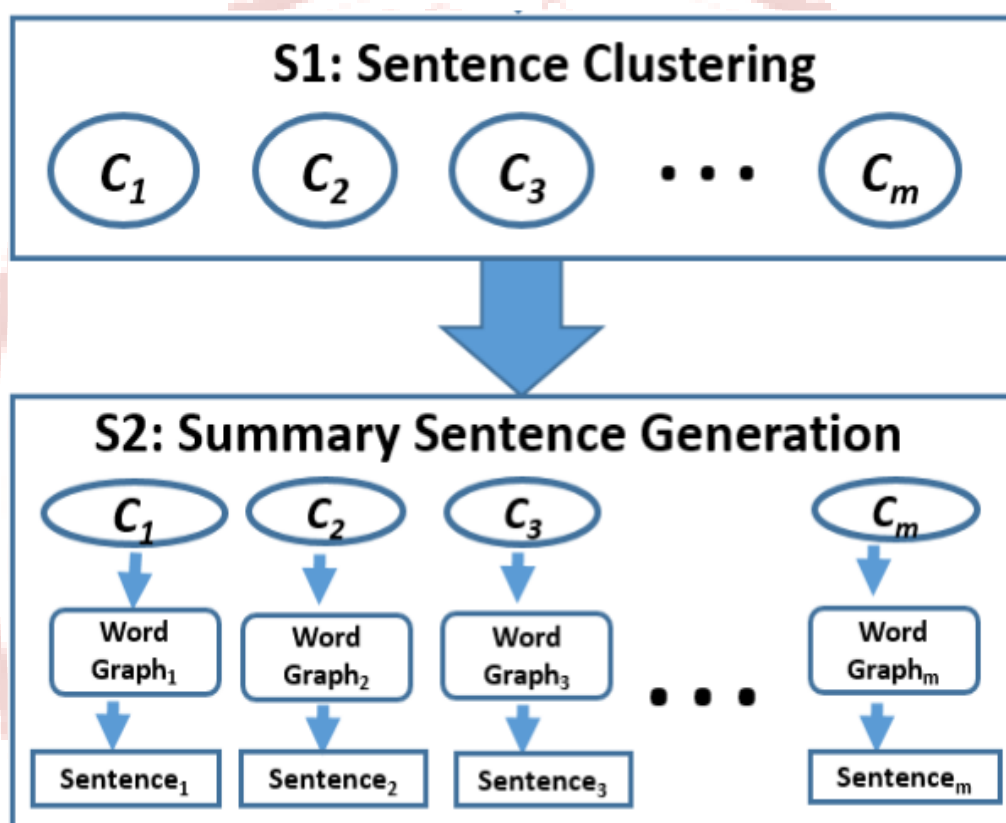 S1: Sentence Clustering
C₁ C₂ C₃ ... Cₘ
S2: Summary Sentence Generation
C₁ C₂ C₃ Cₘ
Word Word Word Word
Graph₁ Graph₂ Graph₃ Graphₘ
...
Sentence₁ Sentence₂ Sentence₃ Sentenceₘ